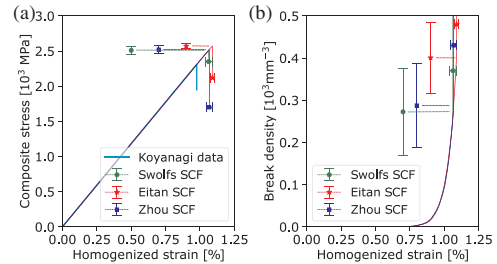 (a)
Composite stress [10³ MPa]
3.0
2.5
2.0
1.5
1.0
0.5
0.0
Koyanagi data
Swolfs SCF
Eitan SCF
Zhou SCF
0.00 0.25 0.50 0.75 1.00 1.25
Homogenized strain [%]
(b)
Break density [10³mm⁻³]
0.5
0.4
0.3
0.2
0.1
0.0
Swolfs SCF
Eitan SCF
Zhou SCF
0.00 0.25 0.50 0.75 1.00 1.25
Homogenized strain [%]